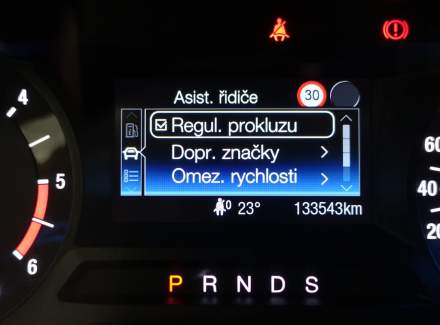 Asist. řidiče 30
Regul. prokluzu
Dopr. značky
Omez. rychlosti
0 23° 133543km
4
5
6
60
40
20
P R N D S